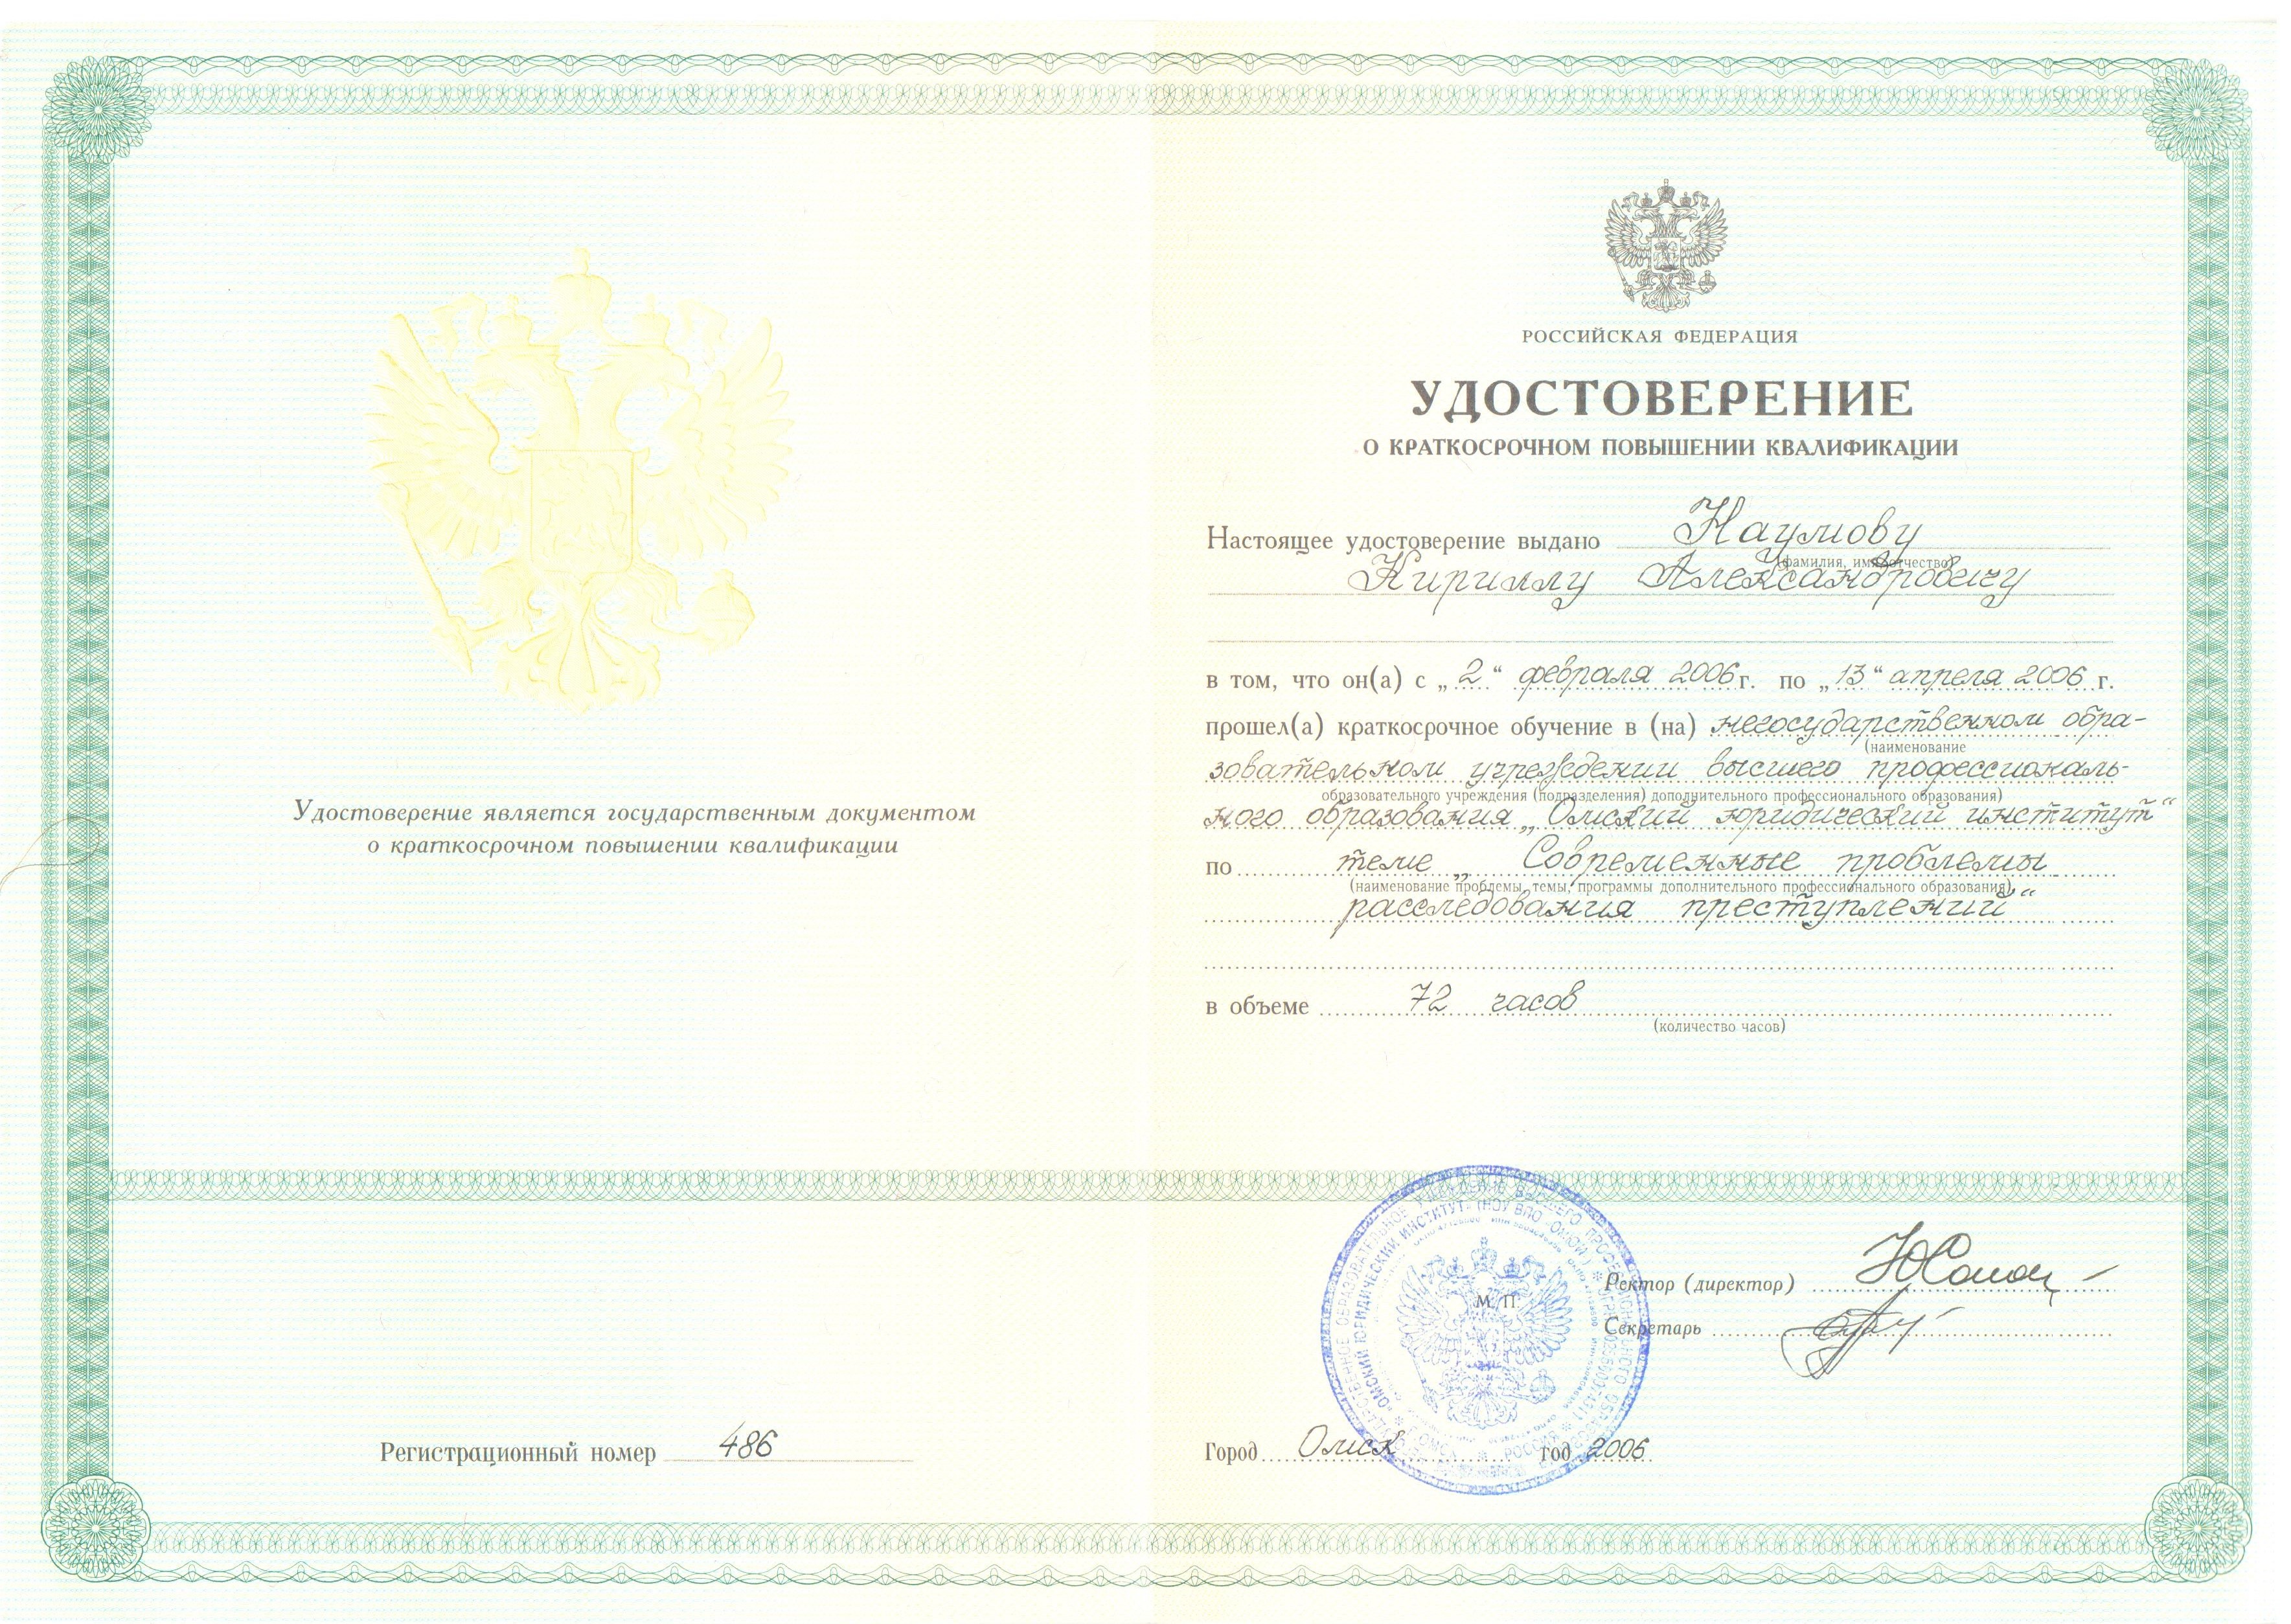 Удостоверение является государственным документом
о краткосрочном повышении квалификации
Регистрационный номер 486
РОССИЙСКАЯ ФЕДЕРАЦИЯ
УДОСТОВЕРЕНИЕ
О КРАТКОСРОЧНОМ ПОВЫШЕНИИ КВАЛИФИКАЦИИ
Настоящее удостоверение выдано Наумову
(фамилия, имя, отчество)
Кириллу Александровичу
в том, что он(а) с „2“ февраля 2006 г. по „13“ апреля 2006 г.
прошел(а) краткосрочное обучение в (на) негосударственном обра-
(наименование
зовательном учреждении высшего профессиональ-
образовательного учреждения (подразделения) дополнительного профессионального образования)
ного образования „Омский юридический институт“
по теме „Современные проблемы
(наименование проблемы, темы, программы дополнительного профессионального образования)
расследования преступлений“
в объеме 72 часов
(количество часов)
М. П.
Ректор (директор)
Секретарь
Город Омск год 2006
ОБРАЗОВАТЕЛЬНОЕ УЧРЕЖДЕНИЕ ВЫСШЕГО
«ОМСКИЙ ЮРИДИЧЕСКИЙ ИНСТИТУТ» (НОУ ВПО